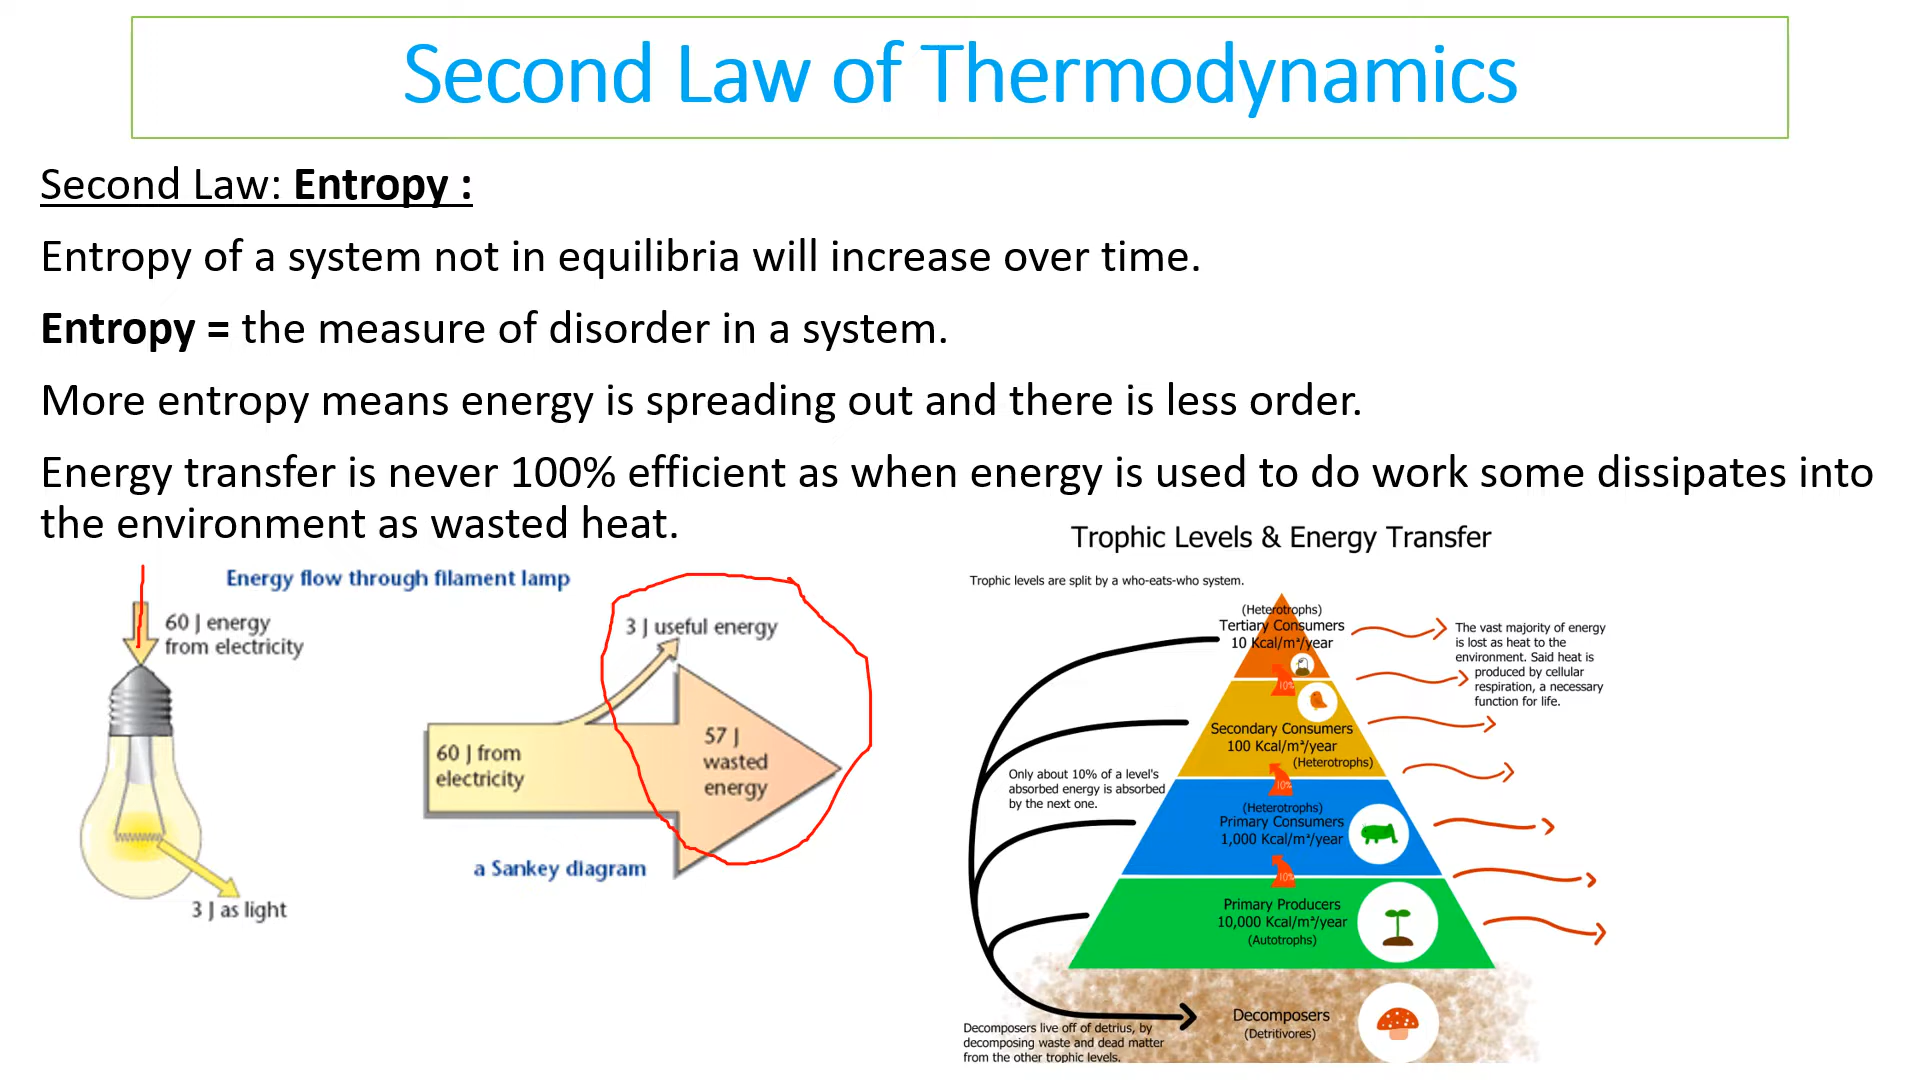 Second Law of Thermodynamics
Second Law: Entropy :
Entropy of a system not in equilibria will increase over time.
Entropy = the measure of disorder in a system.
More entropy means energy is spreading out and there is less order.
Energy transfer is never 100% efficient as when energy is used to do work some dissipates into
the environment as wasted heat.
Energy flow through filament lamp
60 J energy
from electricity
3 J as light
3 J useful energy
60 J from
electricity
57 J
wasted
energy
a Sankey diagram
Trophic Levels & Energy Transfer
Trophic levels are split by a who-eats-who system.
(Heterotrophs)
Tertiary Consumers
10 Kcal/m³/year
10%
Secondary Consumers
100 Kcal/m³/year
(Heterotrophs)
10%
(Heterotrophs)
Primary Consumers
1,000 Kcal/m³/year
10%
Primary Producers
10,000 Kcal/m³/year
(Autotrophs)
Decomposers
(Detritivores)
The vast majority of energy
is lost as heat to the
environment. Said heat is
produced by cellular
respiration, a necessary
function for life.
Only about 10% of a level's
absorbed energy is absorbed
by the next one.
Decomposers live off of detrius, by
decomposing waste and dead matter
from the other trophic levels.